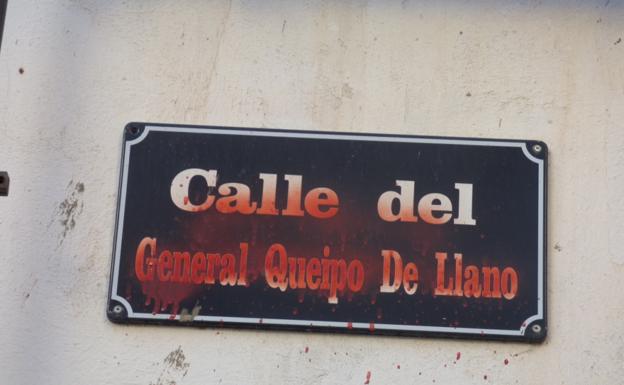 Calle del
General Queipo De Llano